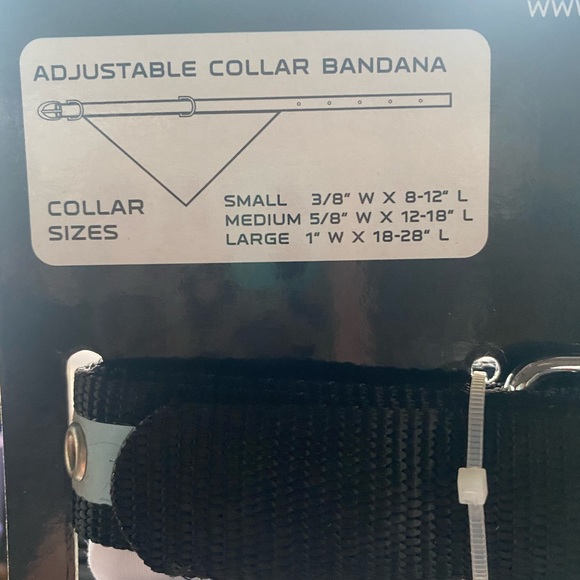 WWW
ADJUSTABLE COLLAR BANDANA
COLLAR SIZES
SMALL 3/8" W X 8-12" L
MEDIUM 5/8" W X 12-18" L
LARGE 1" W X 18-28" L